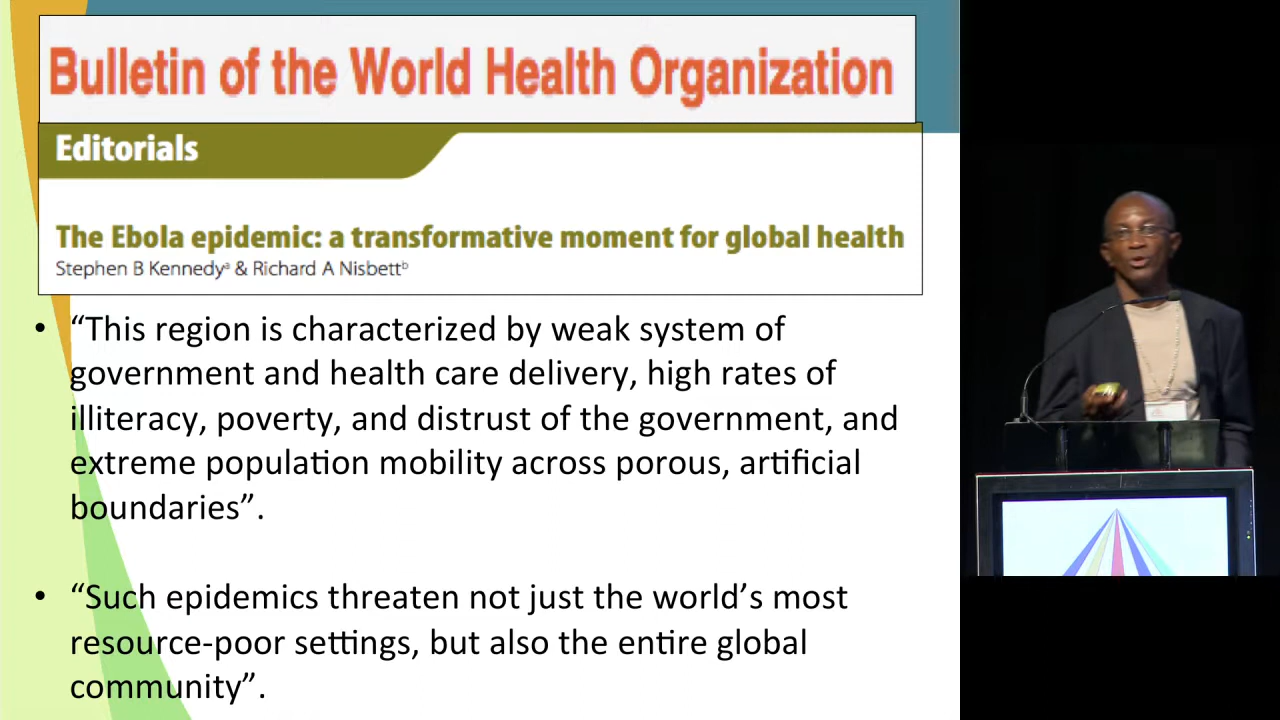 Bulletin of the World Health Organization
Editorials
The Ebola epidemic: a transformative moment for global health
Stephen B Kennedyᵃ & Richard A Nisbettᵇ
• “This region is characterized by weak system of
government and health care delivery, high rates of
illiteracy, poverty, and distrust of the government, and
extreme population mobility across porous, artificial
boundaries”.
• “Such epidemics threaten not just the world’s most
resource-poor settings, but also the entire global
community”.